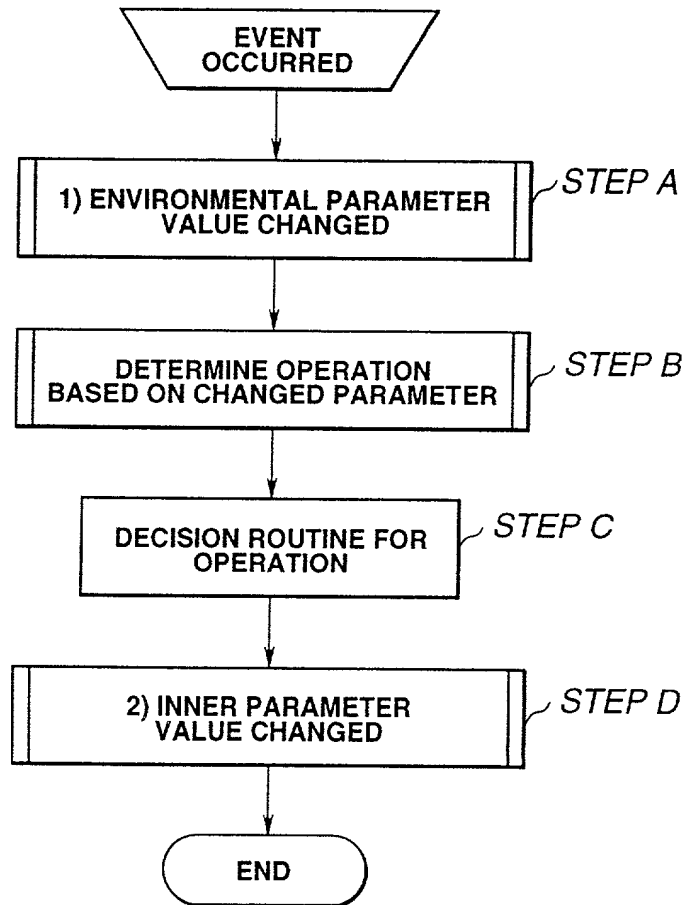 EVENT
OCCURRED
1) ENVIRONMENTAL PARAMETER
VALUE CHANGED
STEP A
DETERMINE OPERATION
BASED ON CHANGED PARAMETER
STEP B
DECISION ROUTINE FOR
OPERATION
STEP C
2) INNER PARAMETER
VALUE CHANGED
STEP D
END